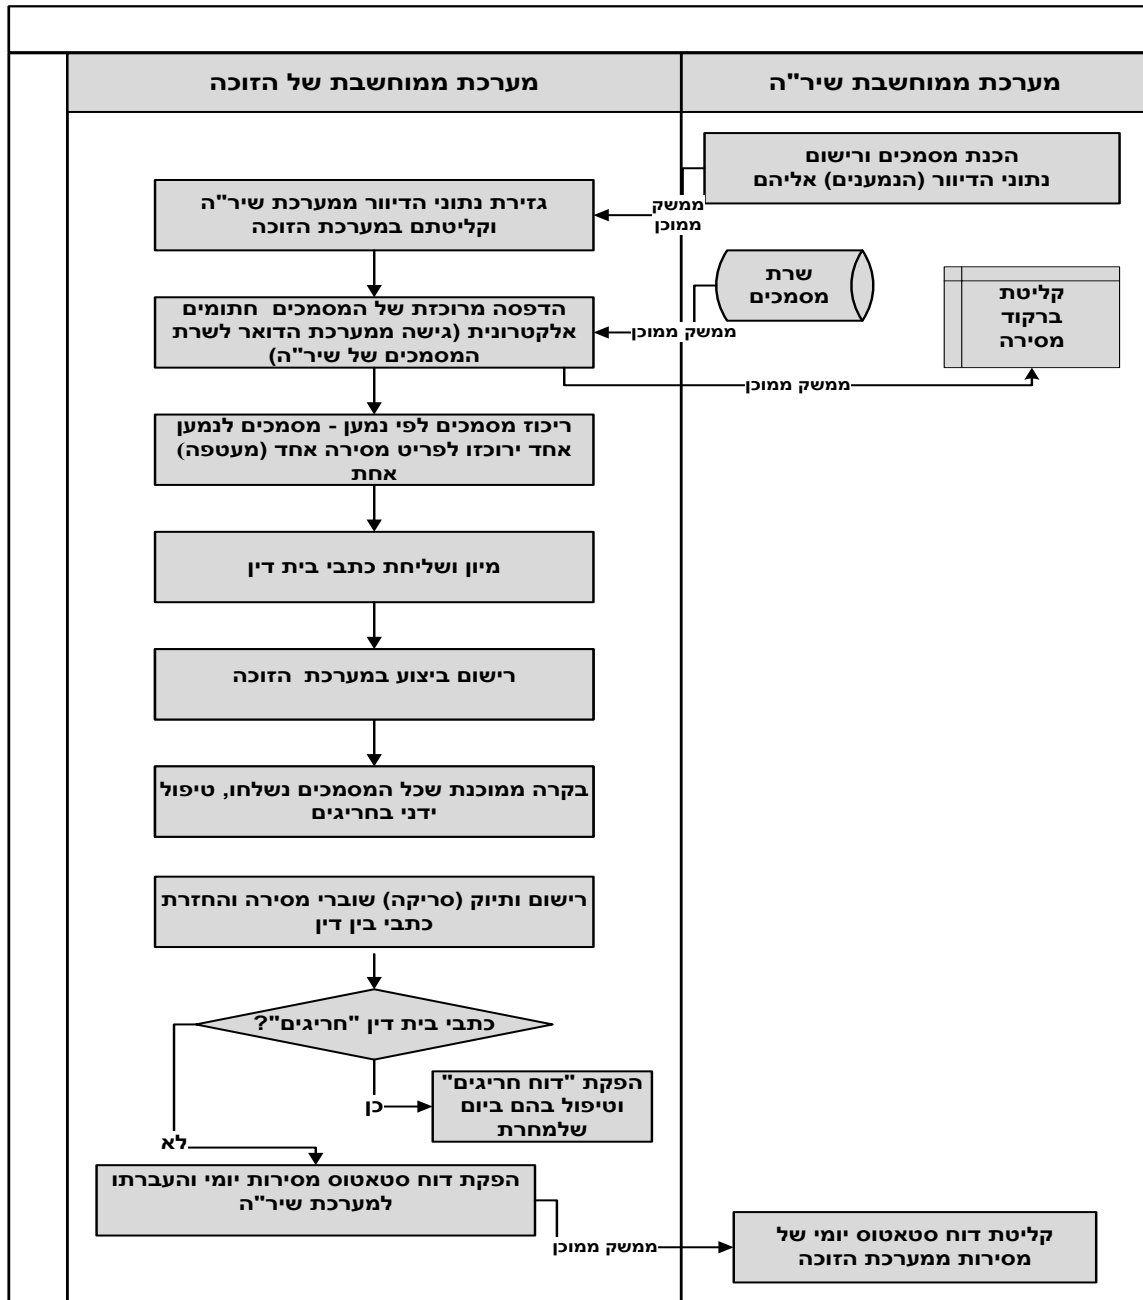 מערכת ממוחשבת שיר"ה
מערכת ממוחשבת של הזוכה
הכנת מסמכים ורישום
נתוני הדיוור (הנמענים) אליהם
ממשק
ממוכן
גזירת נתוני הדיוור ממערכת שיר"ה
וקליטתם במערכת הזוכה
שרת
מסמכים
קליטת
ברקוד
מסירה
ממשק ממוכן
הדפסה מרוכזת של המסמכים חתומים
אלקטרונית (גישה ממערכת הדואר לשרת
המסמכים של שיר"ה)
ממשק ממוכן
ריכוז מסמכים לפי נמען - מסמכים לנמען
אחד ירוכזו לפריט מסירה אחד (מעטפה)
אחת
מיון ושליחת כתבי בית דין
רישום ביצוע במערכת הזוכה
בקרה ממוכנת שכל המסמכים נשלחו, טיפול
ידני בחריגים
רישום ותיוק (סריקה) שוברי מסירה והחזרת
כתבי בין דין
כתבי בית דין "חריגים"?
כן
הפקת "דוח חריגים"
וטיפול בהם ביום
שלמחרת
לא
הפקת דוח סטאטוס מסירות יומי והעברתו
למערכת שיר"ה
ממשק ממוכן
קליטת דוח סטאטוס יומי של
מסירות ממערכת הזוכה